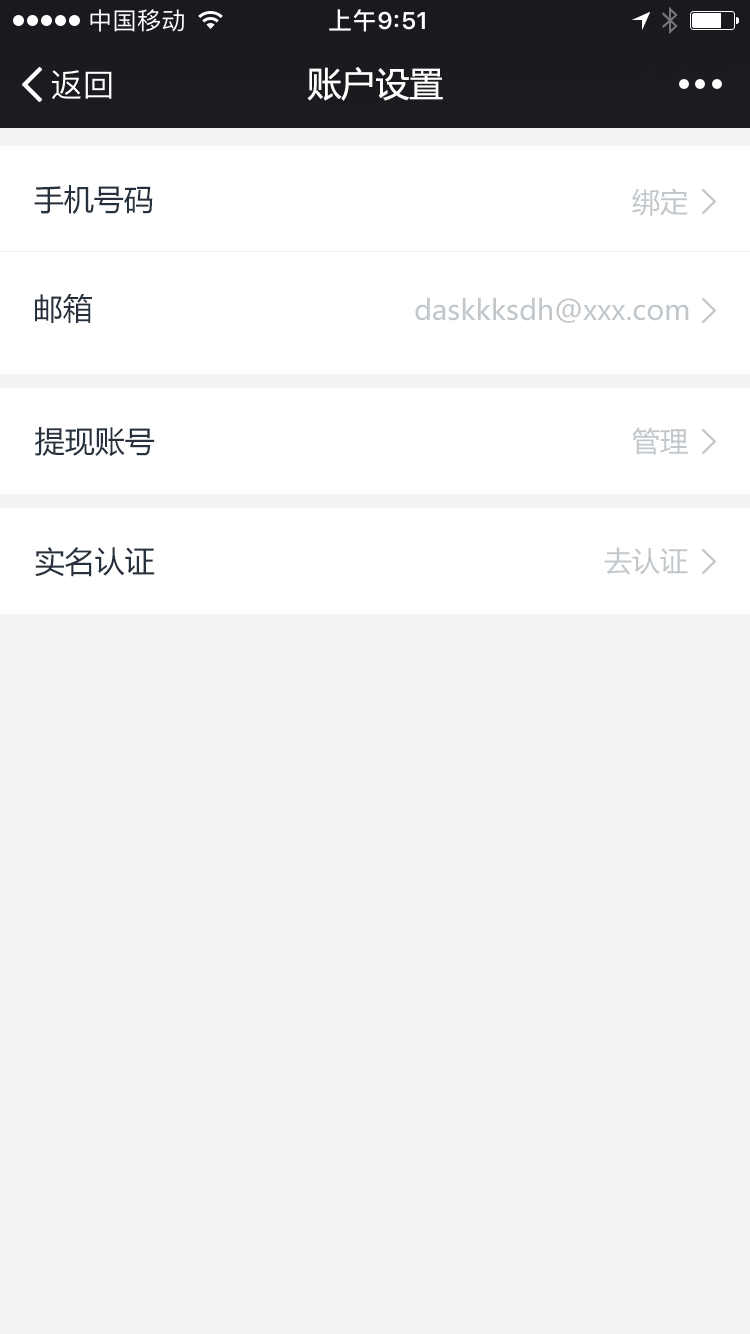 中国移动 上午9:51
返回 账户设置
手机号码 绑定
邮箱 daskkksdh@xxx.com
提现账号 管理
实名认证 去认证